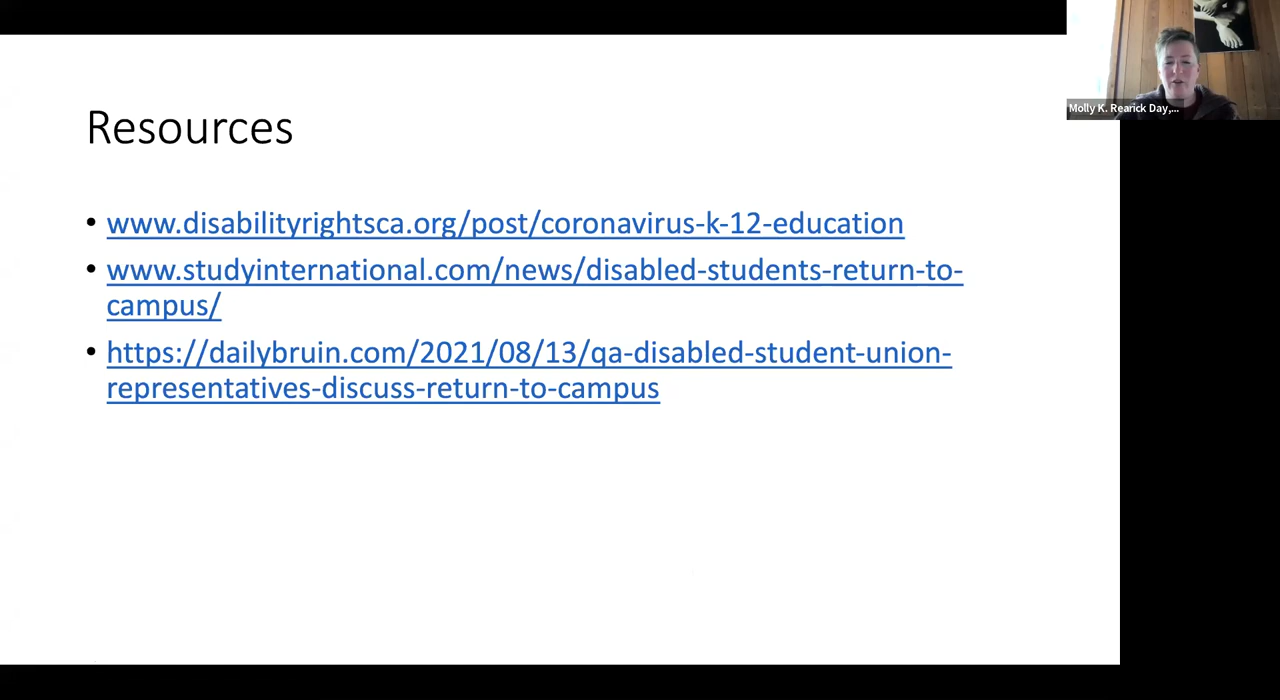 Resources
• www.disabilityrightsca.org/post/coronavirus-k-12-education
• www.studyinternational.com/news/disabled-students-return-to-
campus/
• https://dailybruin.com/2021/08/13/qa-disabled-student-union-
representatives-discuss-return-to-campus
Molly K. Rearick Day,...